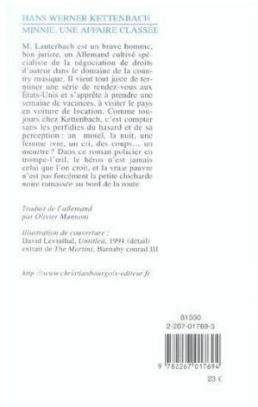 HANS WERNER KETTENBACH
MINNIE, UNE AFFAIRE CLASSÉE
M. Lauterbach est un brave homme,
bon juriste, un Allemand cultivé spé-
cialiste de la négociation de droits
d'auteur dans le domaine de la coun-
try musique. Il vient tout juste de ter-
miner une série de rendez-vous aux
États-Unis et s'apprête à prendre une
semaine de vacances, à visiter le pays
en voiture de location. Comme tou-
jours chez Kettenbach, c'est compter
sans les perfidies du hasard et de sa
perception : un motel, la nuit, une
femme ivre, un cri, des coups... un
meurtre ? Dans ce roman policier en
trompe-l'œil, le héros n'est jamais
celui que l'on croit, et la vraie pauvre
n'est pas forcément la petite clocharde
noire ramassée au bord de la route.
Traduit de l'allemand
par Olivier Mannoni
Illustration de couverture :
David Levinthal, Untitled, 1994 (détail)
extrait de The Martins, Barnaby conrad III
http://www.christianbourgois-editeur.fr
81500
2-267-01769-3
9 782267 017694
23 €